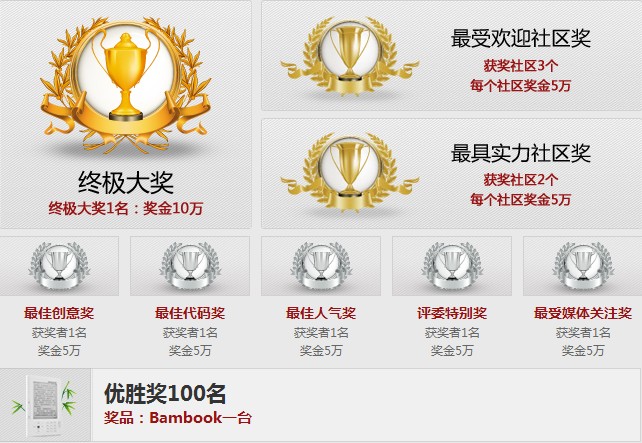 终极大奖
终极大奖1名：奖金10万
最受欢迎社区奖
获奖社区3个
每个社区奖金5万
最具实力社区奖
获奖社区2个
每个社区奖金5万
最佳创意奖
获奖者1名
奖金5万
最佳代码奖
获奖者1名
奖金5万
最佳人气奖
获奖者1名
奖金5万
评委特别奖
获奖者1名
奖金5万
最受媒体关注奖
获奖者1名
奖金5万
优胜奖100名
奖品：Bambook一台